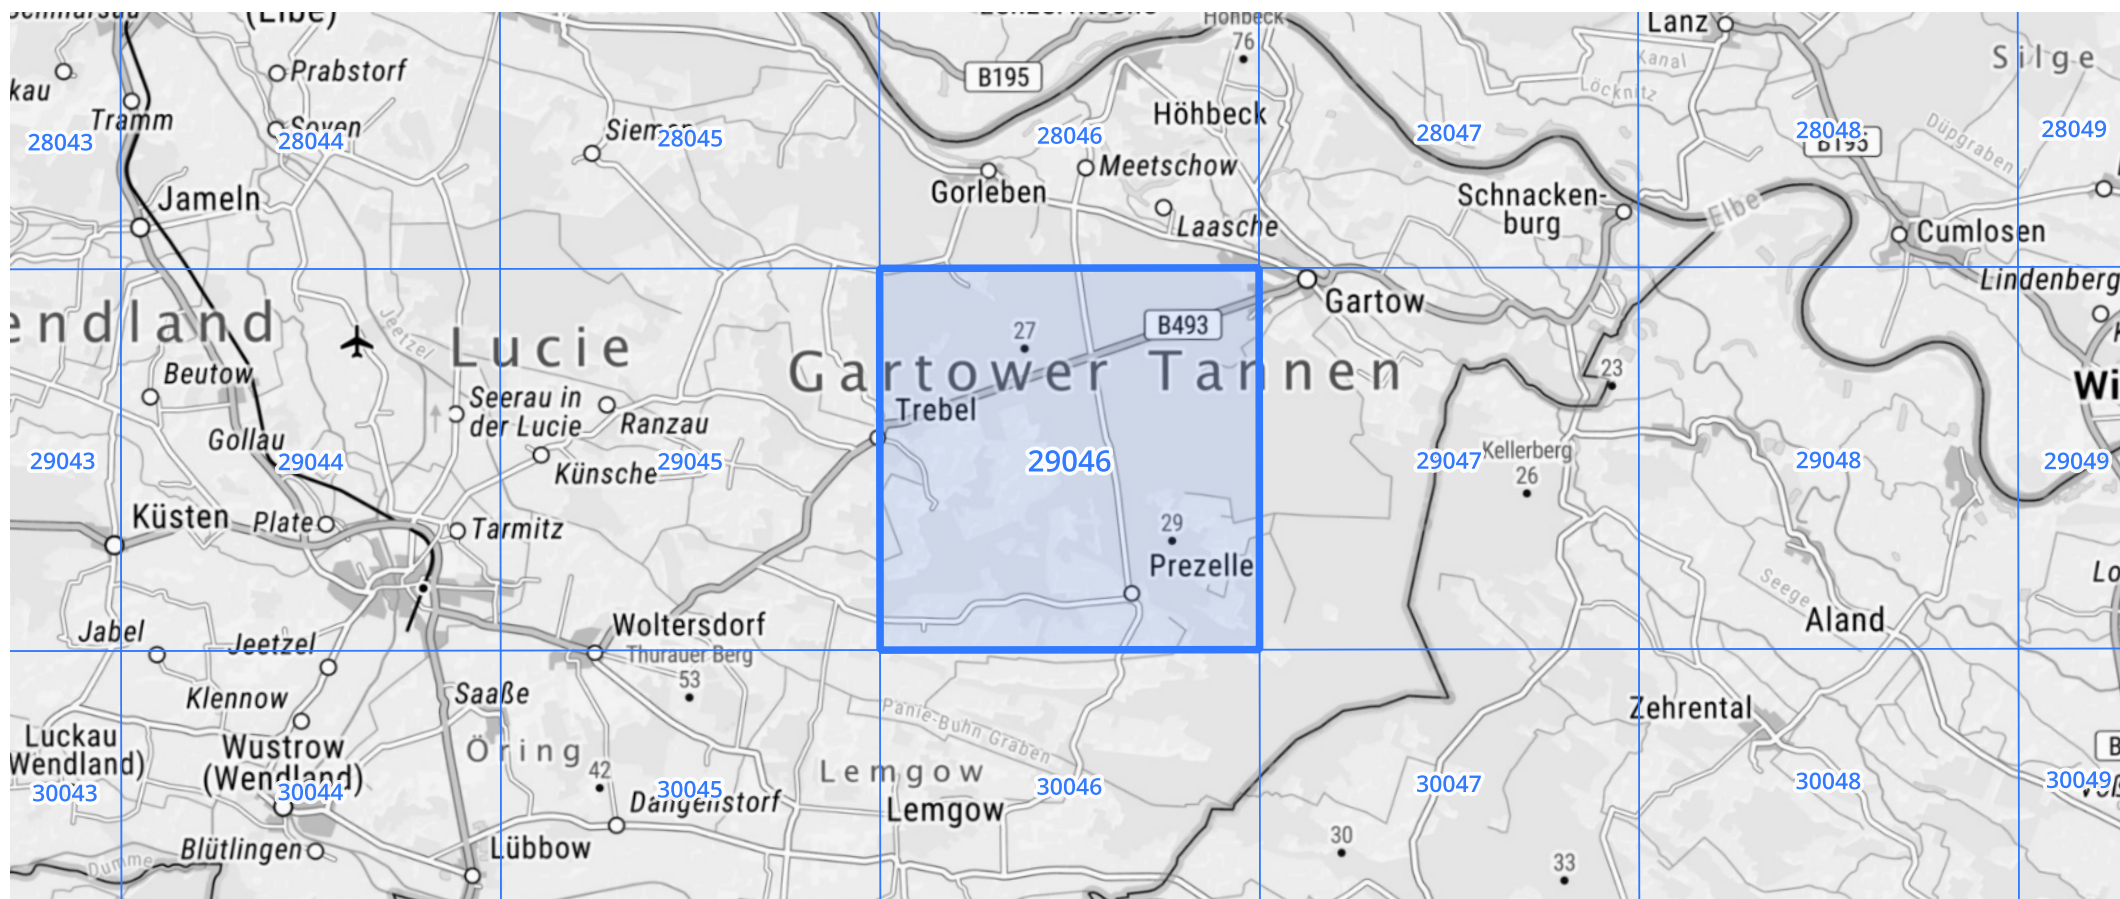 (Elbe)
Höhbeck
76
Lanz
Kanal
Silge
kau
Prabstorf
B195
Löcknitz
Tramm
Soven
Siemen
Höhbeck
28043
28044
28045
28046
28047
28048
B195
28049
Düpgraben
Meetschow
Jameln
Gorleben
Schnacken-
burg
Elbe
Laasche
Cumlosen
Lindenberg
Gartow
endland
Jeetzel
Lucie
27
B493
Gartower Tannen
23
Beutow
Seerau in
der Lucie
Ranzau
Trebel
Wi
Gollau
29043
29044
Künsche
29045
29046
29047
Kellerberg
26
29048
29049
Küsten
Plate
Tarmitz
29
Prezelle
Lo
Seege
Aland
Jabel
Jeetzel
Woltersdorf
Thurauer Berg
53
Klennow
Saaße
Panie-Buhn Graben
Zehrental
Luckau
Wendland)
Wustrow
(Wendland)
Öring
42
Lemgow
B
30043
30044
30045
Dangenstorf
Lemgow
30046
30047
30048
30049
Blütlingen
Lübbow
Dumme
30
33